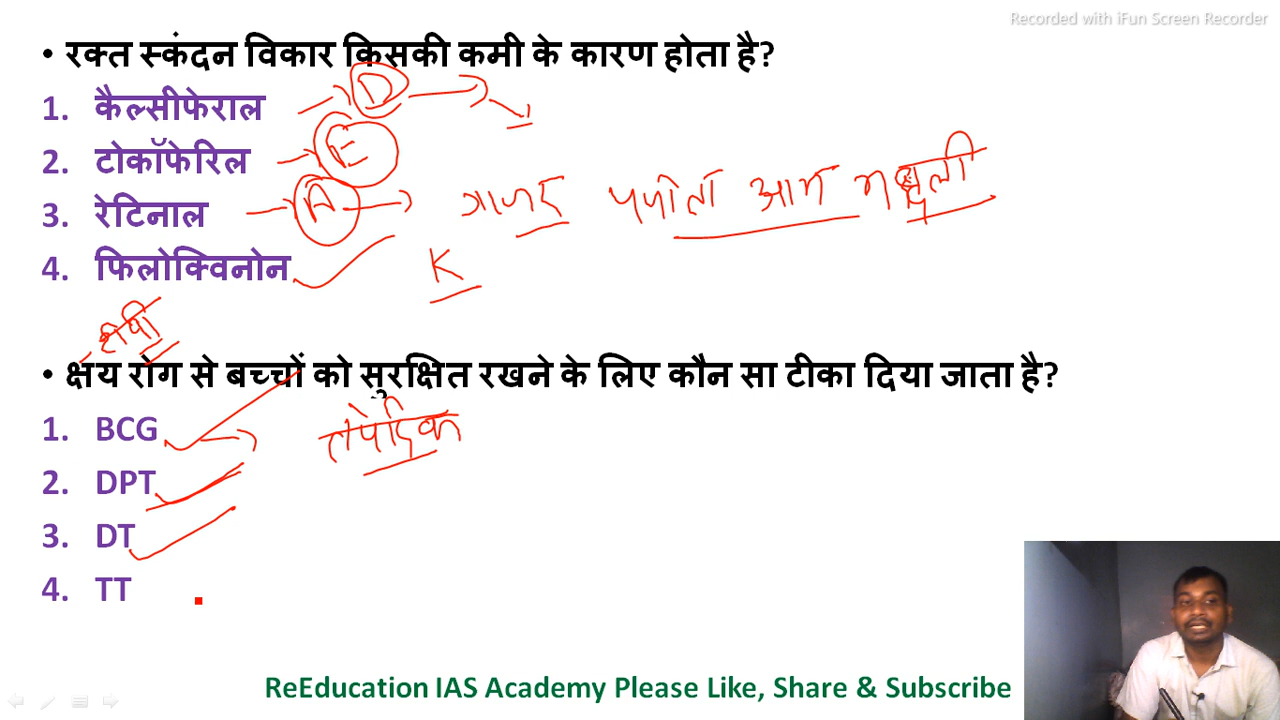 Recorded with iFun Screen Recorder
• रक्त स्कंदन विकार किसकी कमी के कारण होता है?
1. कैल्सीफेराल D
2. टोकॉफेरिल E
3. रेटिनाल A गाजर पपीता आम मछली
4. फिलोक्विनोन K
टीबी
• क्षय रोग से बच्चों को सुरक्षित रखने के लिए कौन सा टीका दिया जाता है?
1. BCG तपेदिक
2. DPT
3. DT
4. TT
ReEducation IAS Academy Please Like, Share & Subscribe